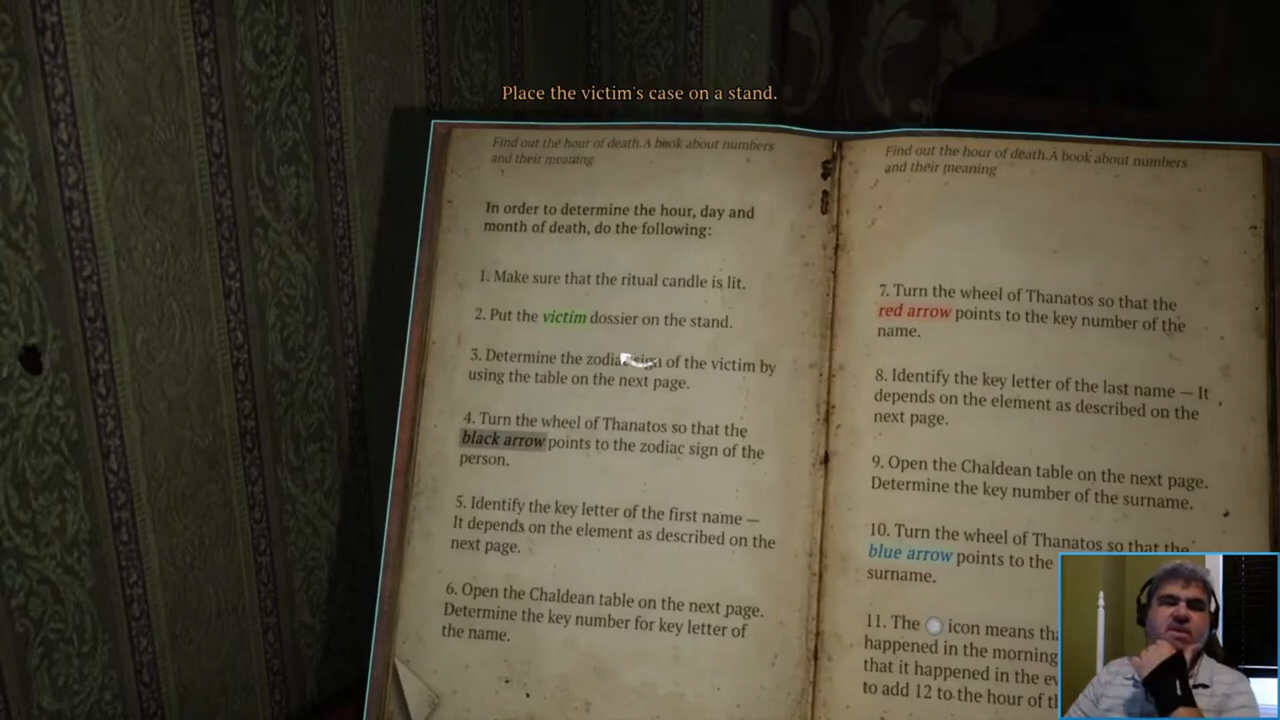 Place the victim's case on a stand.
Find out the hour of death.A book about numbers
and their meaning
In order to determine the hour, day and
month of death, do the following:
1. Make sure that the ritual candle is lit.
2. Put the victim dossier on the stand.
3. Determine the zodiac sign of the victim by
using the table on the next page.
4. Turn the wheel of Thanatos so that the
black arrow points to the zodiac sign of the
person.
5. Identify the key letter of the first name —
It depends on the element as described on the
next page.
6. Open the Chaldean table on the next page.
Determine the key number for key letter of
the name.
Find out the hour of death.A book about numbers
and their meaning
7. Turn the wheel of Thanatos so that the
red arrow points to the key number of the
name.
8. Identify the key letter of the last name — It
depends on the element as described on the
next page.
9. Open the Chaldean table on the next page.
Determine the key number of the surname.
10. Turn the wheel of Thanatos so that the
blue arrow points to the
surname.
11. The icon means
happened in the morning
that it happened in the
to add 12 to the hour of